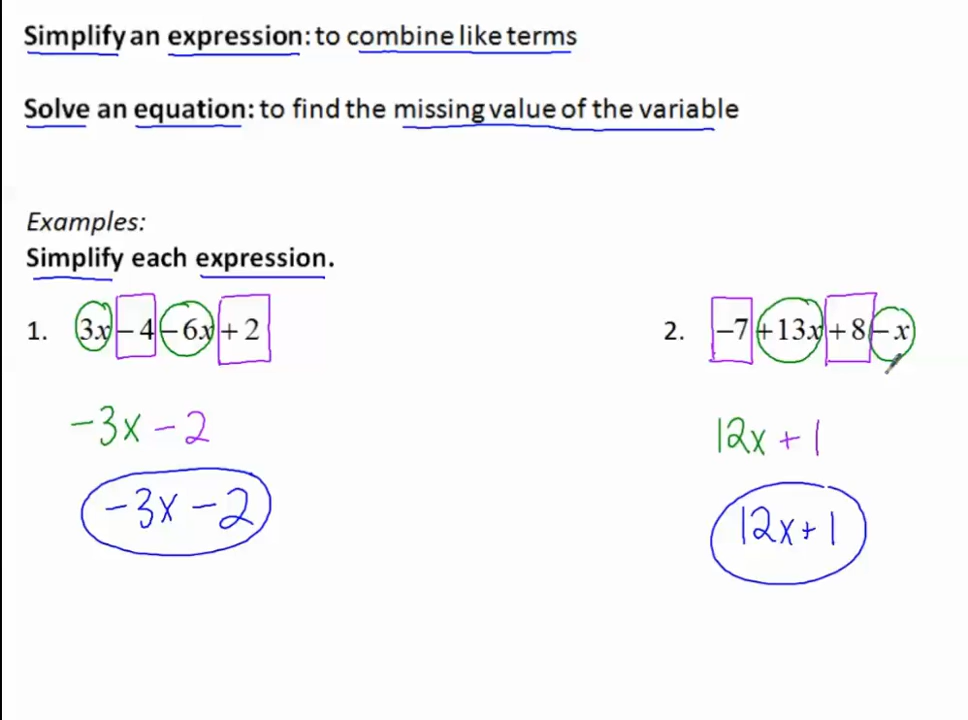 Simplify an expression: to combine like terms
Solve an equation: to find the missing value of the variable
Examples:
Simplify each expression.
1. 3x − 4 − 6x + 2
2. −7 + 13x + 8 − x
−3x − 2
12x + 1
−3x − 2
12x + 1